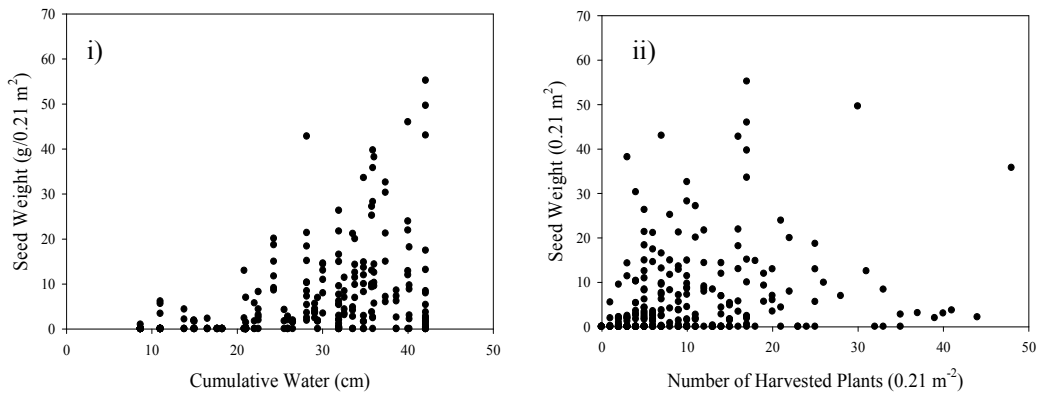 i)
Seed Weight (g/0.21 m²)
70
60
50
40
30
20
10
0
0 10 20 30 40 50
Cumulative Water (cm)
ii)
Seed Weight (0.21 m²)
70
60
50
40
30
20
10
0
0 10 20 30 40 50
Number of Harvested Plants (0.21 m⁻²)